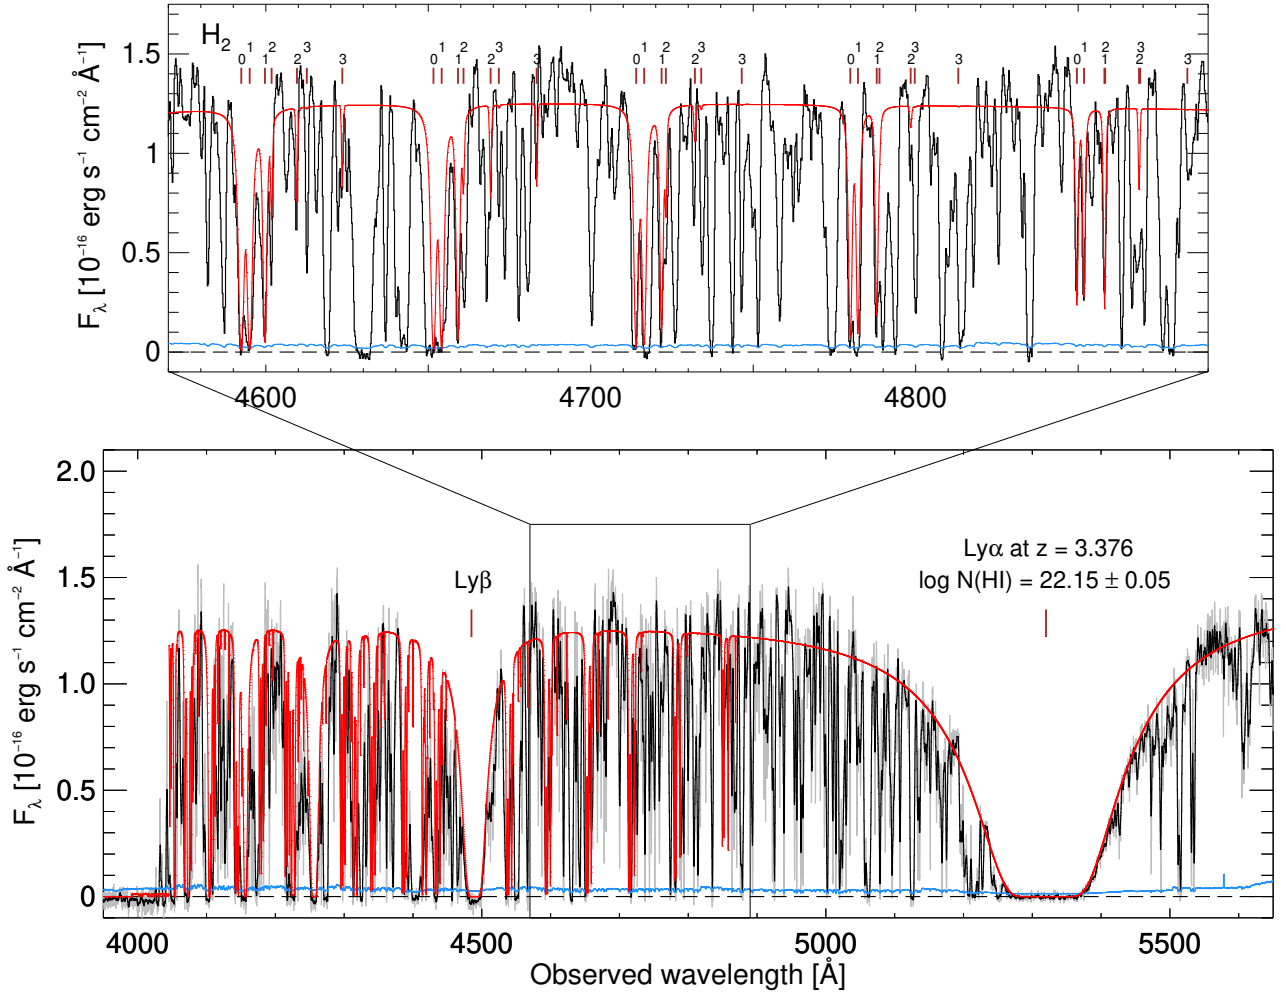 H₂
0 1 1 2 2 3 3
0 1 1 2 2 3 3
0 1 1 2 2 3 3
0 1 1 2 2 3 3
0 1 1 2 2 3 3
F_λ [10⁻¹⁶ erg s⁻¹ cm⁻² Å⁻¹]
1.5
1
0.5
0
4600 4700 4800
F_λ [10⁻¹⁶ erg s⁻¹ cm⁻² Å⁻¹]
2.0
1.5
1.0
0.5
0
Lyβ
Lyα at z = 3.376
log N(HI) = 22.15 ± 0.05
4000 4500 5000 5500
Observed wavelength [Å]